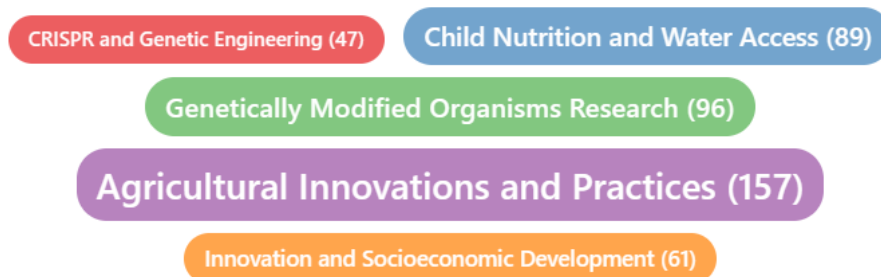 CRISPR and Genetic Engineering (47)
Child Nutrition and Water Access (89)
Genetically Modified Organisms Research (96)
Agricultural Innovations and Practices (157)
Innovation and Socioeconomic Development (61)